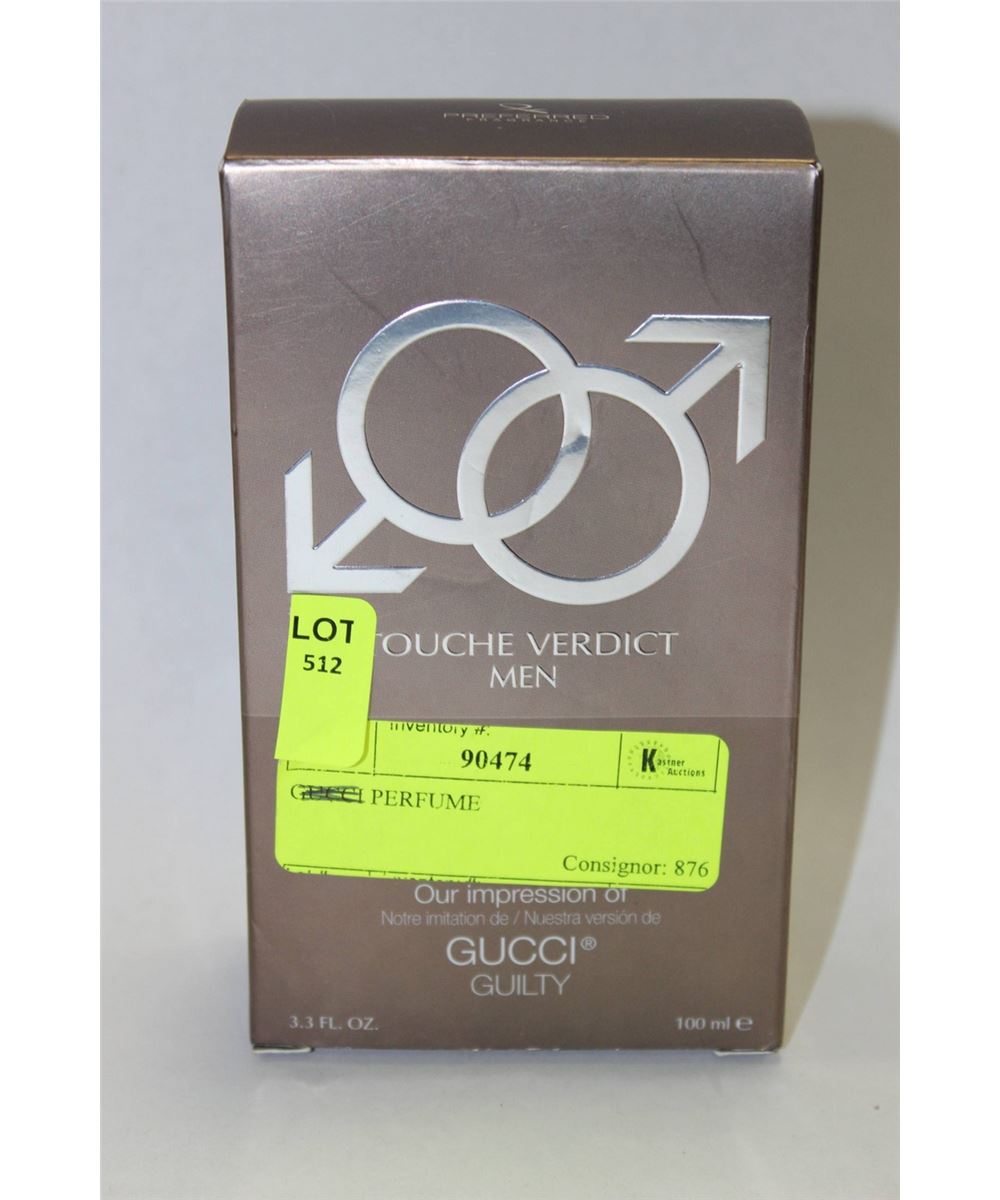 PREFERRED
FRAGRANCE
LOT
512
TOUCHE VERDICT
MEN
Inventory #:
90474
Kastner
Auctions
GUCCI PERFUME
Consignor: 876
Our impression of
Notre imitation de / Nuestra versión de
GUCCI®
GUILTY
3.3 FL. OZ.
100 ml ℮